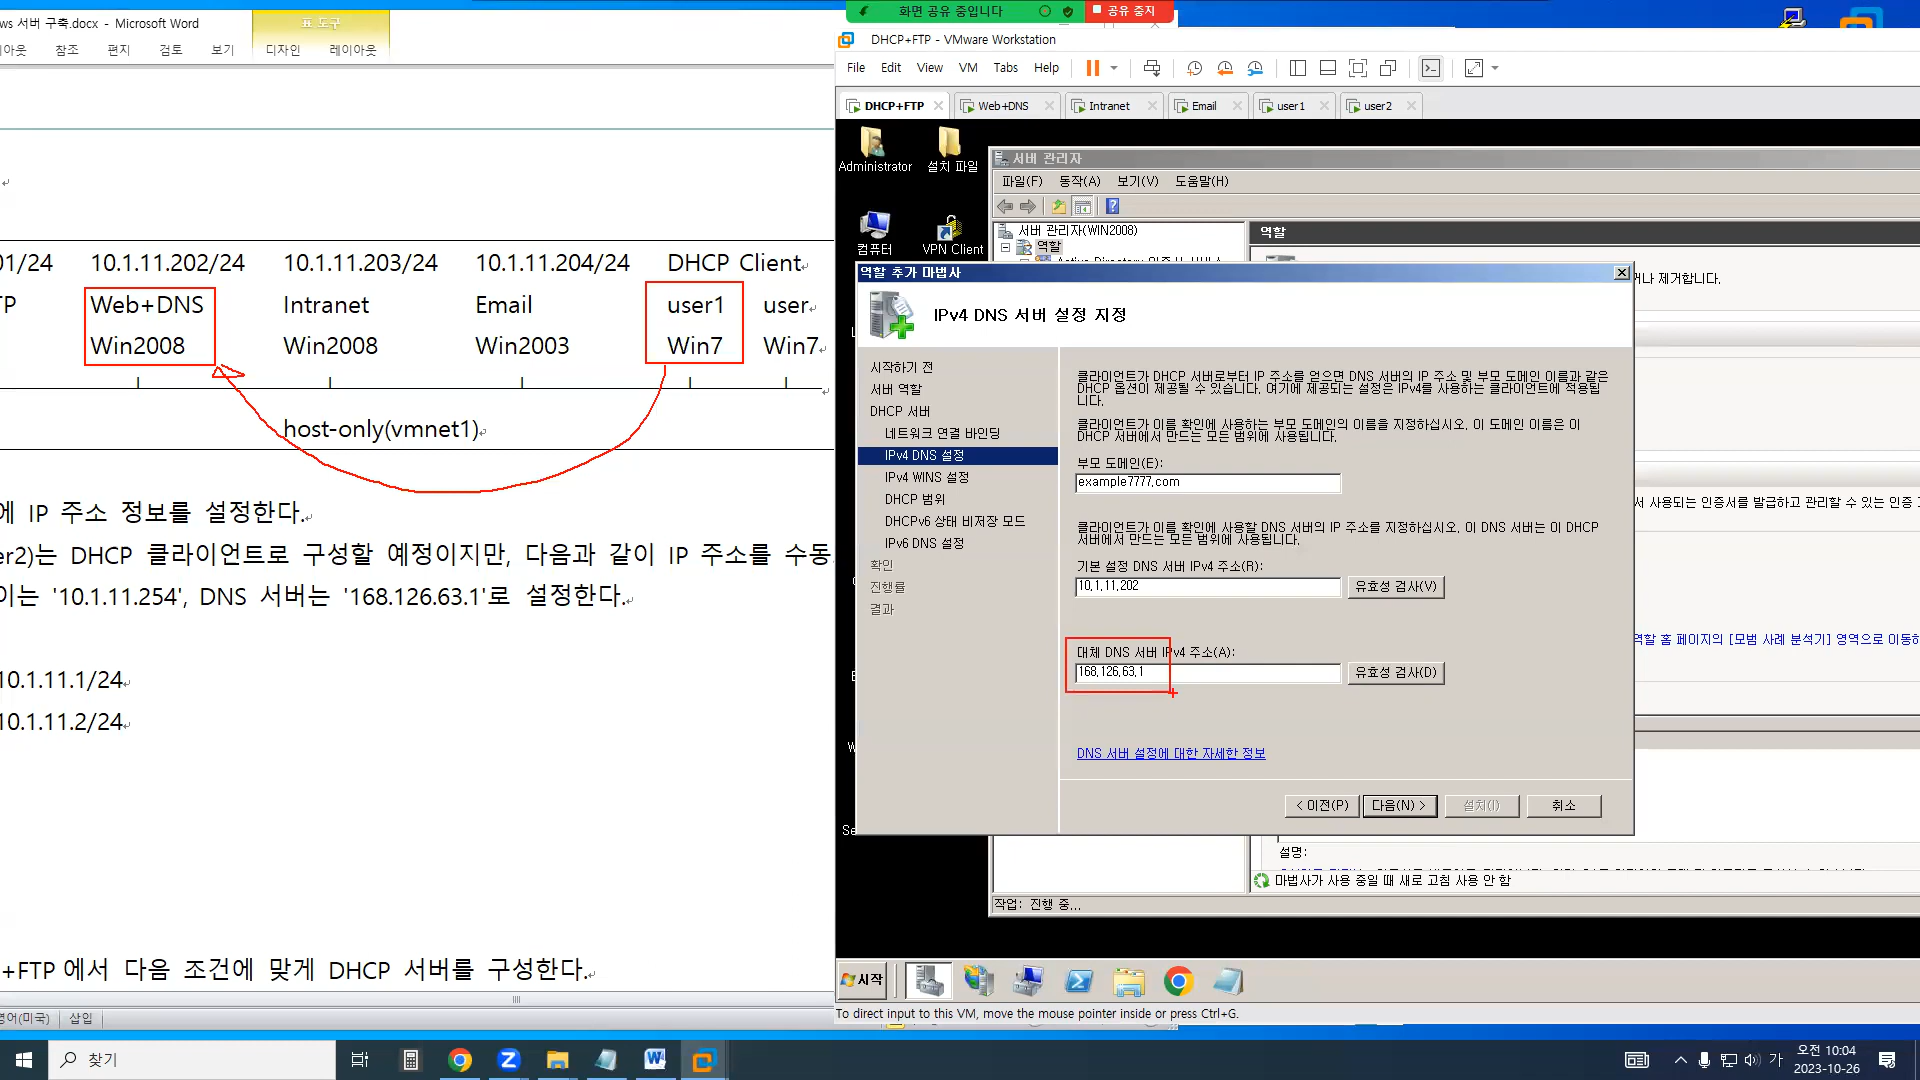 ws 서버 구축.docx - Microsoft Word
표 도구
이아웃 참조 편지 검토 보기 디자인 레이아웃
01/24 10.1.11.202/24 10.1.11.203/24 10.1.11.204/24 DHCP Client
TP Web+DNS Intranet Email user1 user
Win2008 Win2008 Win2003 Win7 Win7
host-only(vmnet1)
에 IP 주소 정보를 설정한다.
er2)는 DHCP 클라이언트로 구성할 예정이지만, 다음과 같이 IP 주소를 수동
이는 '10.1.11.254', DNS 서버는 '168.126.63.1'로 설정한다.
10.1.11.1/24
10.1.11.2/24
+FTP에서 다음 조건에 맞게 DHCP 서버를 구성한다.
영어(미국) 삽입
화면 공유 중입니다 공유 중지
DHCP+FTP - VMware Workstation
File Edit View VM Tabs Help
DHCP+FTP Web+DNS Intranet Email user1 user2
Administrator 설치 파일
컴퓨터 VPN Client
서버 관리자
파일(F) 동작(A) 보기(V) 도움말(H)
서버 관리자(WIN2008)
역할
역할
거나 제거합니다.
역할 추가 마법사
IPv4 DNS 서버 설정 지정
시작하기 전
서버 역할
DHCP 서버
네트워크 연결 바인딩
IPv4 DNS 설정
IPv4 WINS 설정
DHCP 범위
DHCPv6 상태 비저장 모드
IPv6 DNS 설정
확인
진행률
결과
클라이언트가 DHCP 서버로부터 IP 주소를 얻으면 DNS 서버의 IP 주소 및 부모 도메인 이름과 같은
DHCP 옵션이 제공될 수 있습니다. 여기에 제공되는 설정은 IPv4를 사용하는 클라이언트에 적용됩
니다.
클라이언트가 이름 확인에 사용하는 부모 도메인의 이름을 지정하십시오. 이 도메인 이름은 이
DHCP 서버에서 만드는 모든 범위에 사용됩니다.
부모 도메인(E):
example7777.com
클라이언트가 이름 확인에 사용할 DNS 서버의 IP 주소를 지정하십시오. 이 DNS 서버는 이 DHCP
서버에서 만드는 모든 범위에 사용됩니다.
기본 설정 DNS 서버 IPv4 주소(R):
10.1.11.202 유효성 검사(V)
대체 DNS 서버 IPv4 주소(A):
168.126.63.1 유효성 검사(D)
DNS 서버 설정에 대한 자세한 정보
< 이전(P) 다음(N) > 설치(I) 취소
서 사용되는 인증서를 발급하고 관리할 수 있는 인증
역할 홈 페이지의 [모범 사례 분석기] 영역으로 이동하
설명:
마법사가 사용 중일 때 새로 고침 사용 안 함
작업: 진행 중...
시작
To direct input to this VM, move the mouse pointer inside or press Ctrl+G.
찾기
가 오전 10:04
2023-10-26